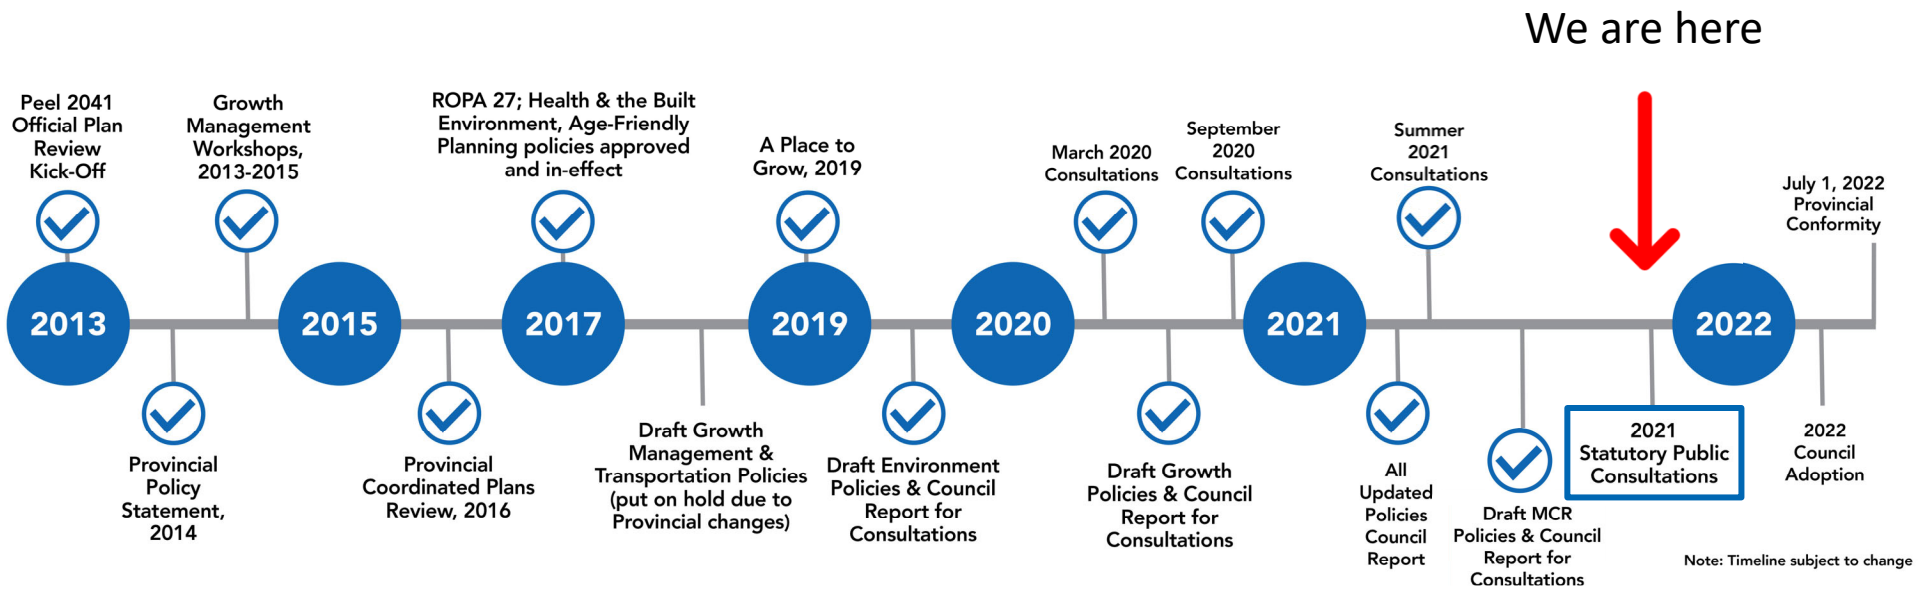 We are here
Peel 2041
Official Plan
Review
Kick-Off
Growth
Management
Workshops,
2013-2015
ROPA 27; Health & the Built
Environment, Age-Friendly
Planning policies approved
and in-effect
A Place to
Grow, 2019
March 2020
Consultations
September
2020
Consultations
Summer
2021
Consultations
July 1, 2022
Provincial
Conformity
2013
2015
2017
2019
2020
2021
2022
Provincial
Policy
Statement,
2014
Provincial
Coordinated Plans
Review, 2016
Draft Growth
Management &
Transportation Policies
(put on hold due to
Provincial changes)
Draft Environment
Policies & Council
Report for
Consultations
Draft Growth
Policies & Council
Report for
Consultations
All
Updated
Policies
Council
Report
Draft MCR
Policies & Council
Report for
Consultations
2021
Statutory Public
Consultations
2022
Council
Adoption
Note: Timeline subject to change